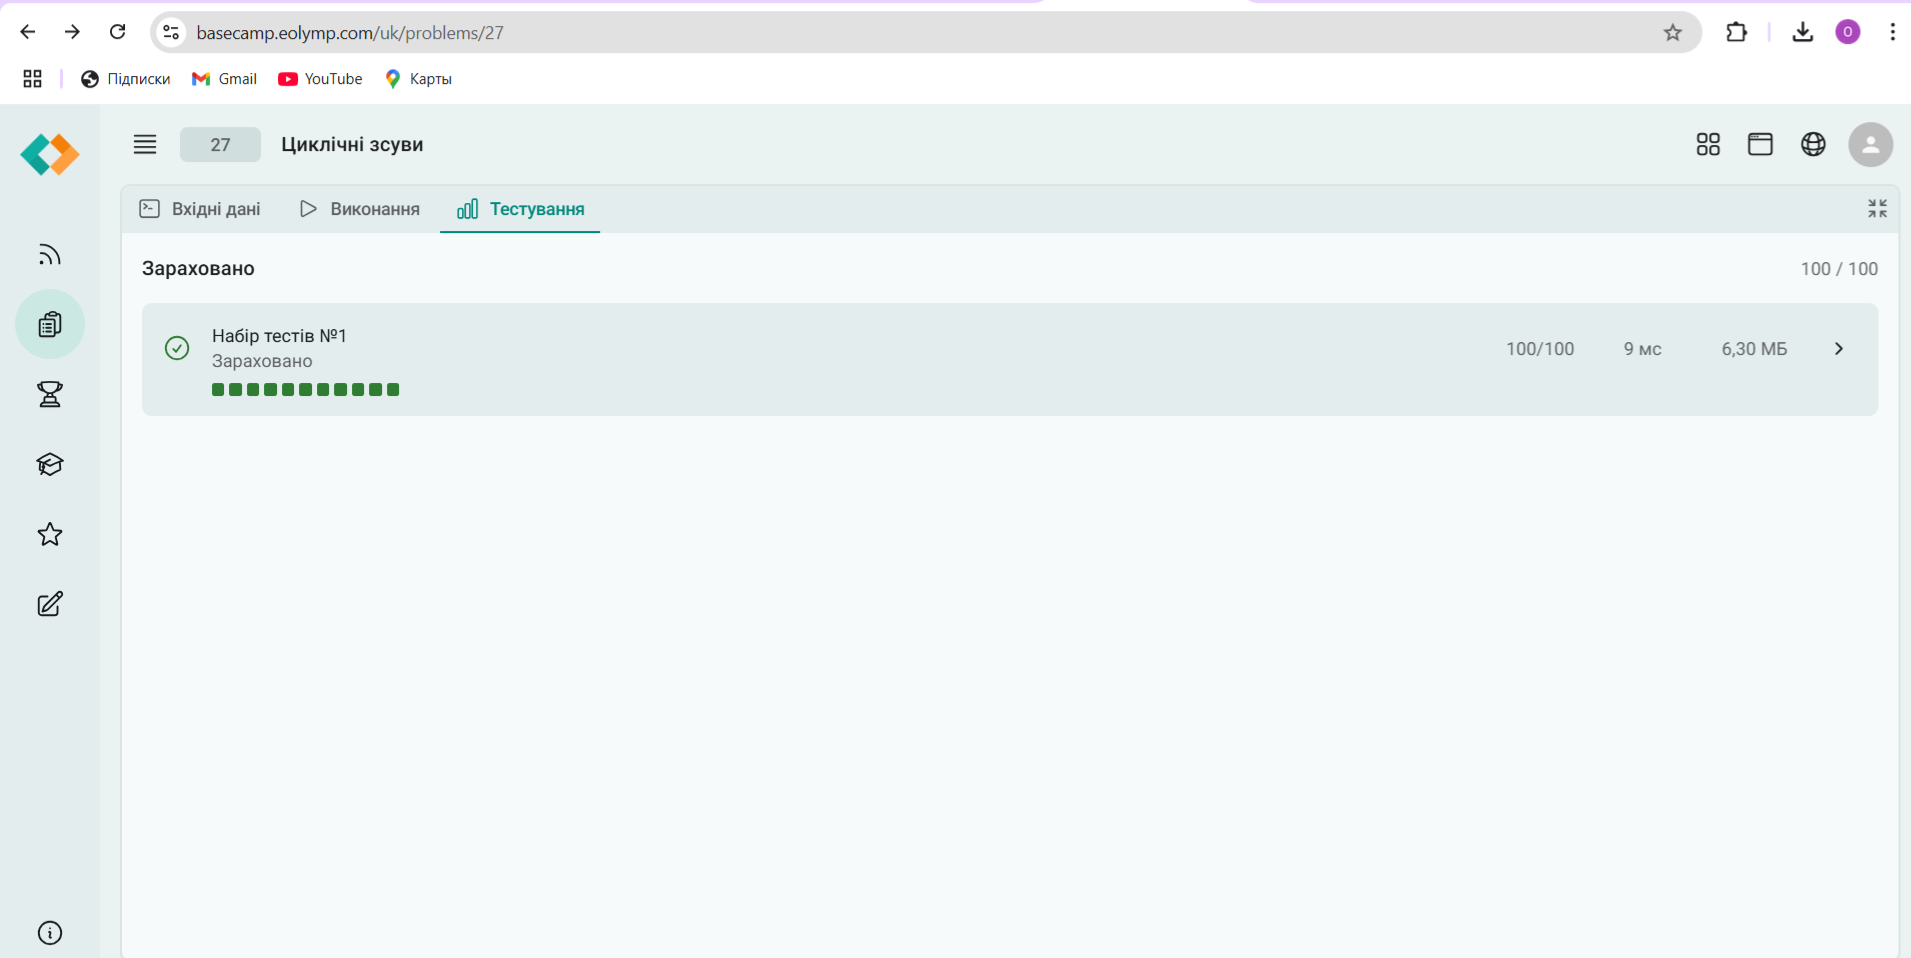 basecamp.eolymp.com/uk/problems/27
O
Підписки Gmail YouTube Карты
27 Циклічні зсуви
Вхідні дані Виконання Тестування
Зараховано 100 / 100
Набір тестів №1
Зараховано
100/100 9 мс 6,30 МБ